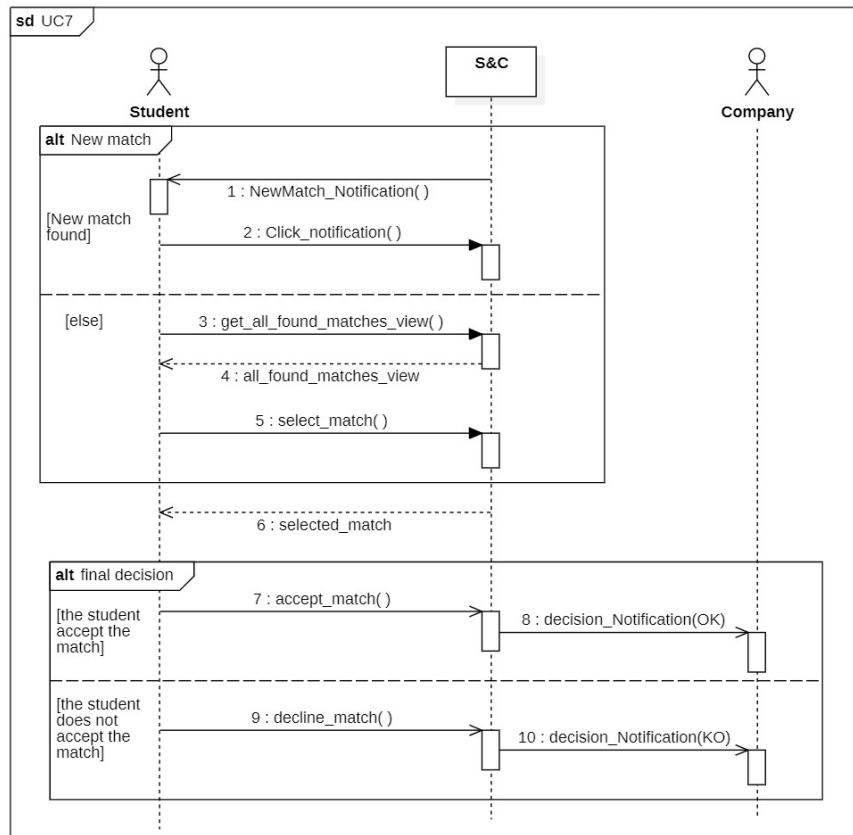 sd UC7
S&C
Student
Company
alt New match
1 : NewMatch_Notification( )
[New match
found]
2 : Click_notification( )
[else]
3 : get_all_found_matches_view( )
4 : all_found_matches_view
5 : select_match( )
6 : selected_match
alt final decision
7 : accept_match( )
[the student
accept the
match]
8 : decision_Notification(OK)
[the student
does not
accept the
match]
9 : decline_match( )
10 : decision_Notification(KO)